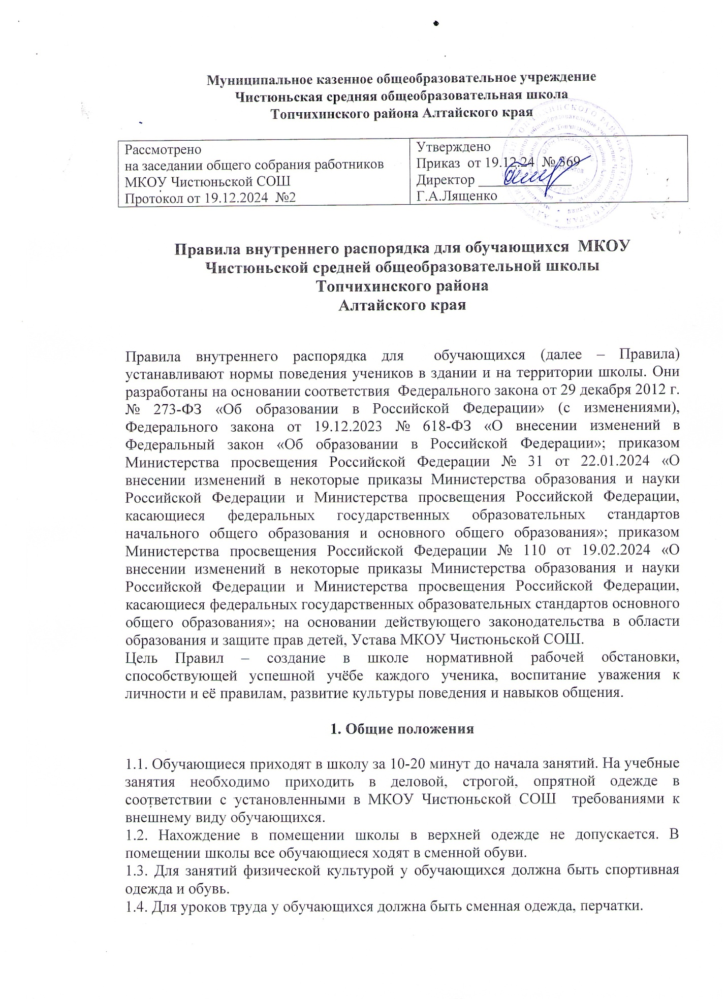 Муниципальное казенное общеобразовательное учреждение
Чистюньская средняя общеобразовательная школа
Топчихинского района Алтайского края
Рассмотрено
на заседании общего собрания работников
МКОУ Чистюньской СОШ
Протокол от 19.12.2024 №2
Утверждено
Приказ от 19.12.24 № 369
Директор ______________
Г.А.Лященко
Правила внутреннего распорядка для обучающихся МКОУ
Чистюньской средней общеобразовательной школы
Топчихинского района
Алтайского края
Правила внутреннего распорядка для обучающихся (далее – Правила)
устанавливают нормы поведения учеников в здании и на территории школы. Они
разработаны на основании соответствия Федерального закона от 29 декабря 2012 г.
№ 273-ФЗ «Об образовании в Российской Федерации» (с изменениями),
Федерального закона от 19.12.2023 № 618-ФЗ «О внесении изменений в
Федеральный закон «Об образовании в Российской Федерации»; приказом
Министерства просвещения Российской Федерации № 31 от 22.01.2024 «О
внесении изменений в некоторые приказы Министерства образования и науки
Российской Федерации и Министерства просвещения Российской Федерации,
касающиеся федеральных государственных образовательных стандартов
начального общего образования и основного общего образования»; приказом
Министерства просвещения Российской Федерации № 110 от 19.02.2024 «О
внесении изменений в некоторые приказы Министерства образования и науки
Российской Федерации и Министерства просвещения Российской Федерации,
касающиеся федеральных государственных образовательных стандартов основного
общего образования»; на основании действующего законодательства в области
образования и защите прав детей, Устава МКОУ Чистюньской СОШ.
Цель Правил – создание в школе нормативной рабочей обстановки,
способствующей успешной учёбе каждого ученика, воспитание уважения к
личности и её правилам, развитие культуры поведения и навыков общения.
1. Общие положения
1.1. Обучающиеся приходят в школу за 10-20 минут до начала занятий. На учебные
занятия необходимо приходить в деловой, строгой, опрятной одежде в
соответствии с установленными в МКОУ Чистюньской СОШ требованиями к
внешнему виду обучающихся.
1.2. Нахождение в помещении школы в верхней одежде не допускается. В
помещении школы все обучающиеся ходят в сменной обуви.
1.3. Для занятий физической культурой у обучающихся должна быть спортивная
одежда и обувь.
1.4. Для уроков труда у обучающихся должна быть сменная одежда, перчатки.